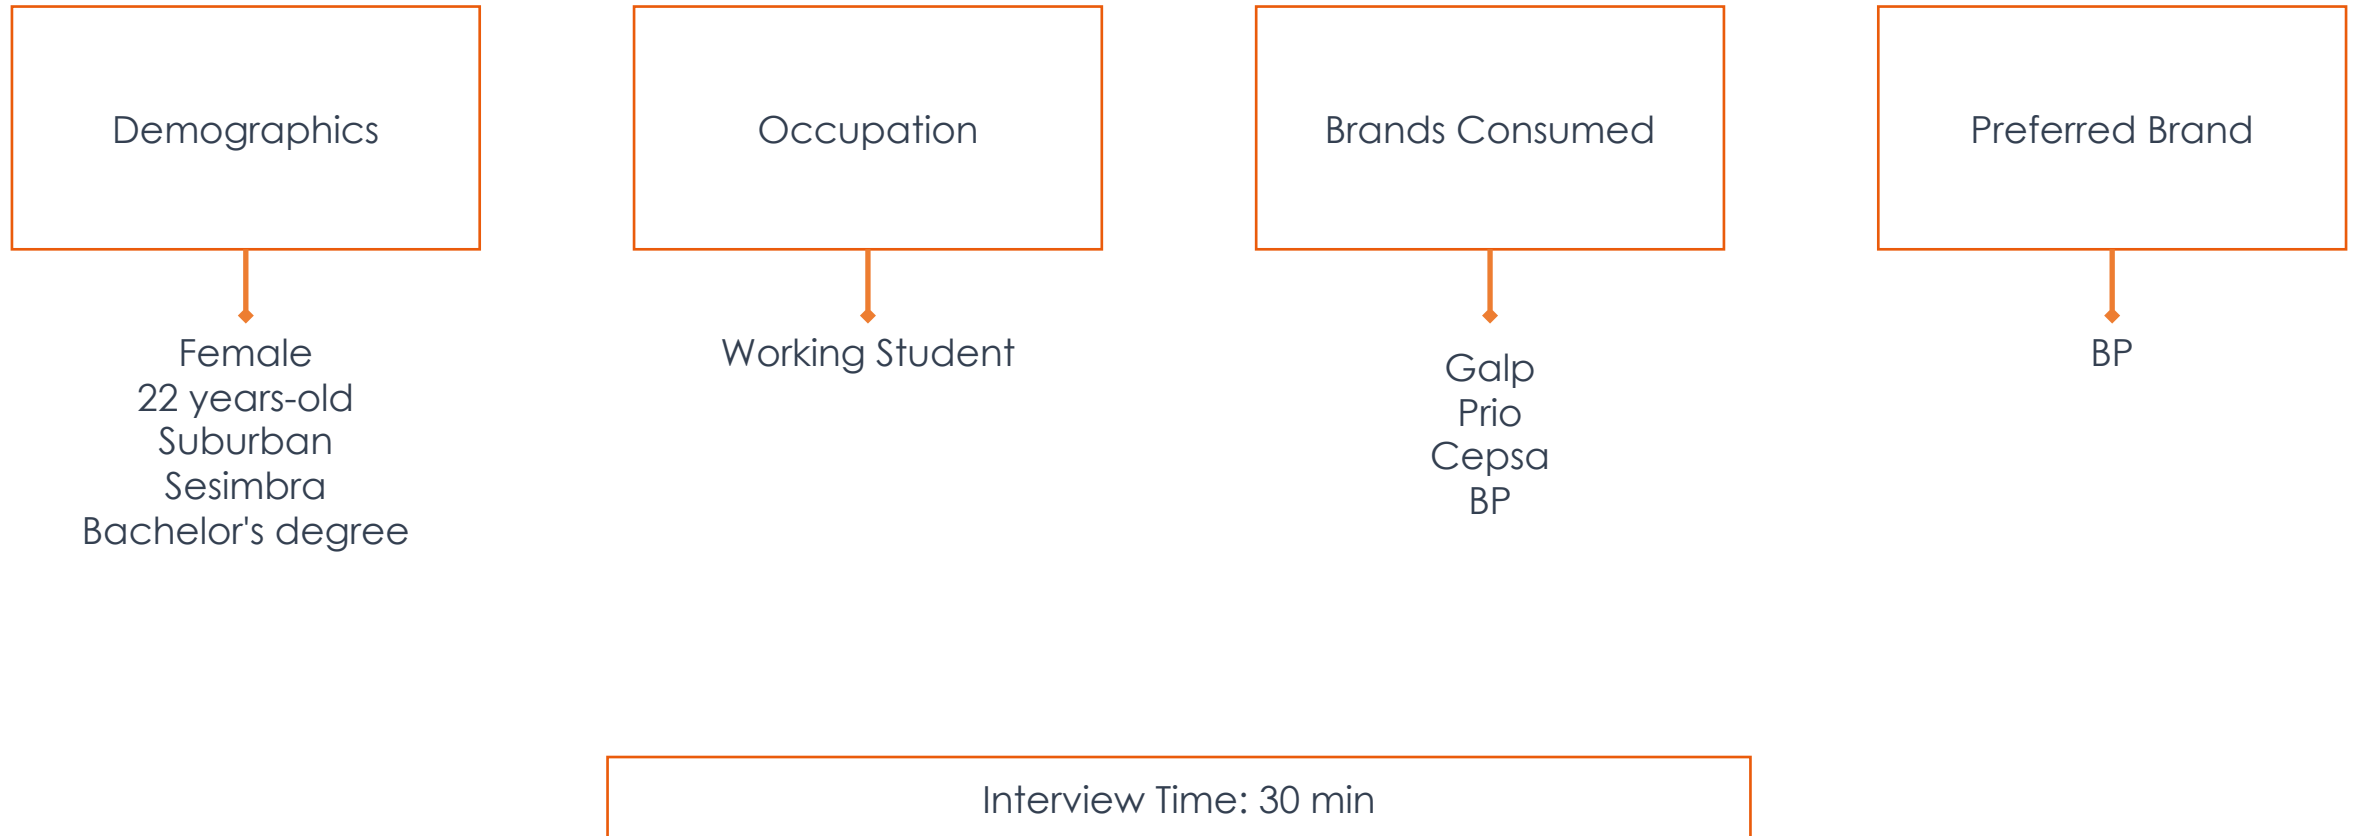 Demographics
Female
22 years-old
Suburban
Sesimbra
Bachelor's degree
Occupation
Working Student
Brands Consumed
Galp
Prio
Cepsa
BP
Preferred Brand
BP
Interview Time: 30 min